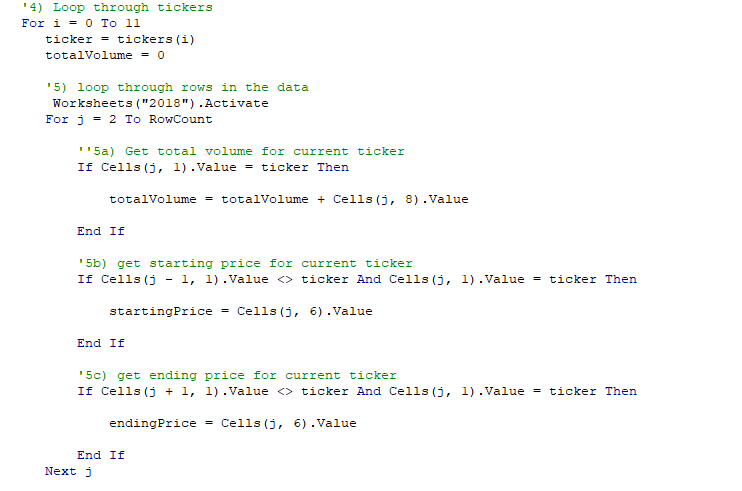 '4) Loop through tickers
For i = 0 To 11
ticker = tickers(i)
totalVolume = 0
'5) loop through rows in the data
Worksheets("2018").Activate
For j = 2 To RowCount
''5a) Get total volume for current ticker
If Cells(j, 1).Value = ticker Then
totalVolume = totalVolume + Cells(j, 8).Value
End If
'5b) get starting price for current ticker
If Cells(j - 1, 1).Value <> ticker And Cells(j, 1).Value = ticker Then
startingPrice = Cells(j, 6).Value
End If
'5c) get ending price for current ticker
If Cells(j + 1, 1).Value <> ticker And Cells(j, 1).Value = ticker Then
endingPrice = Cells(j, 6).Value
End If
Next j